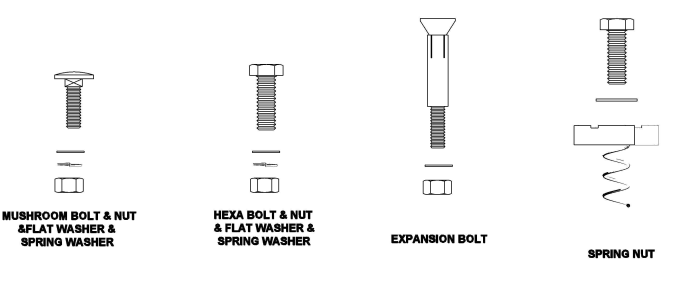 MUSHROOM BOLT & NUT
&FLAT WASHER &
SPRING WASHER
HEXA BOLT & NUT
& FLAT WASHER &
SPRING WASHER
EXPANSION BOLT
SPRING NUT